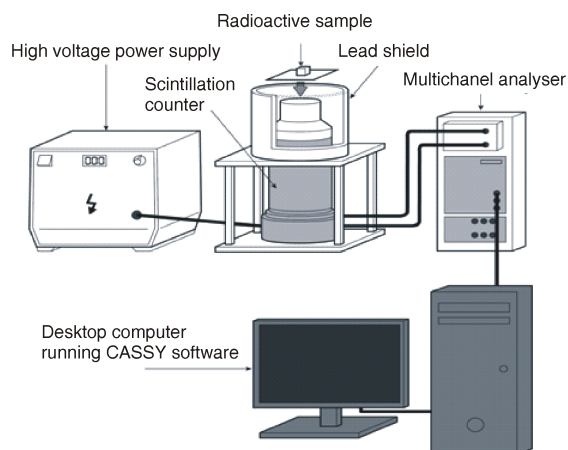 Radioactive sample
High voltage power supply
Lead shield
Scintillation
counter
Multichanel analyser
Desktop computer
running CASSY software